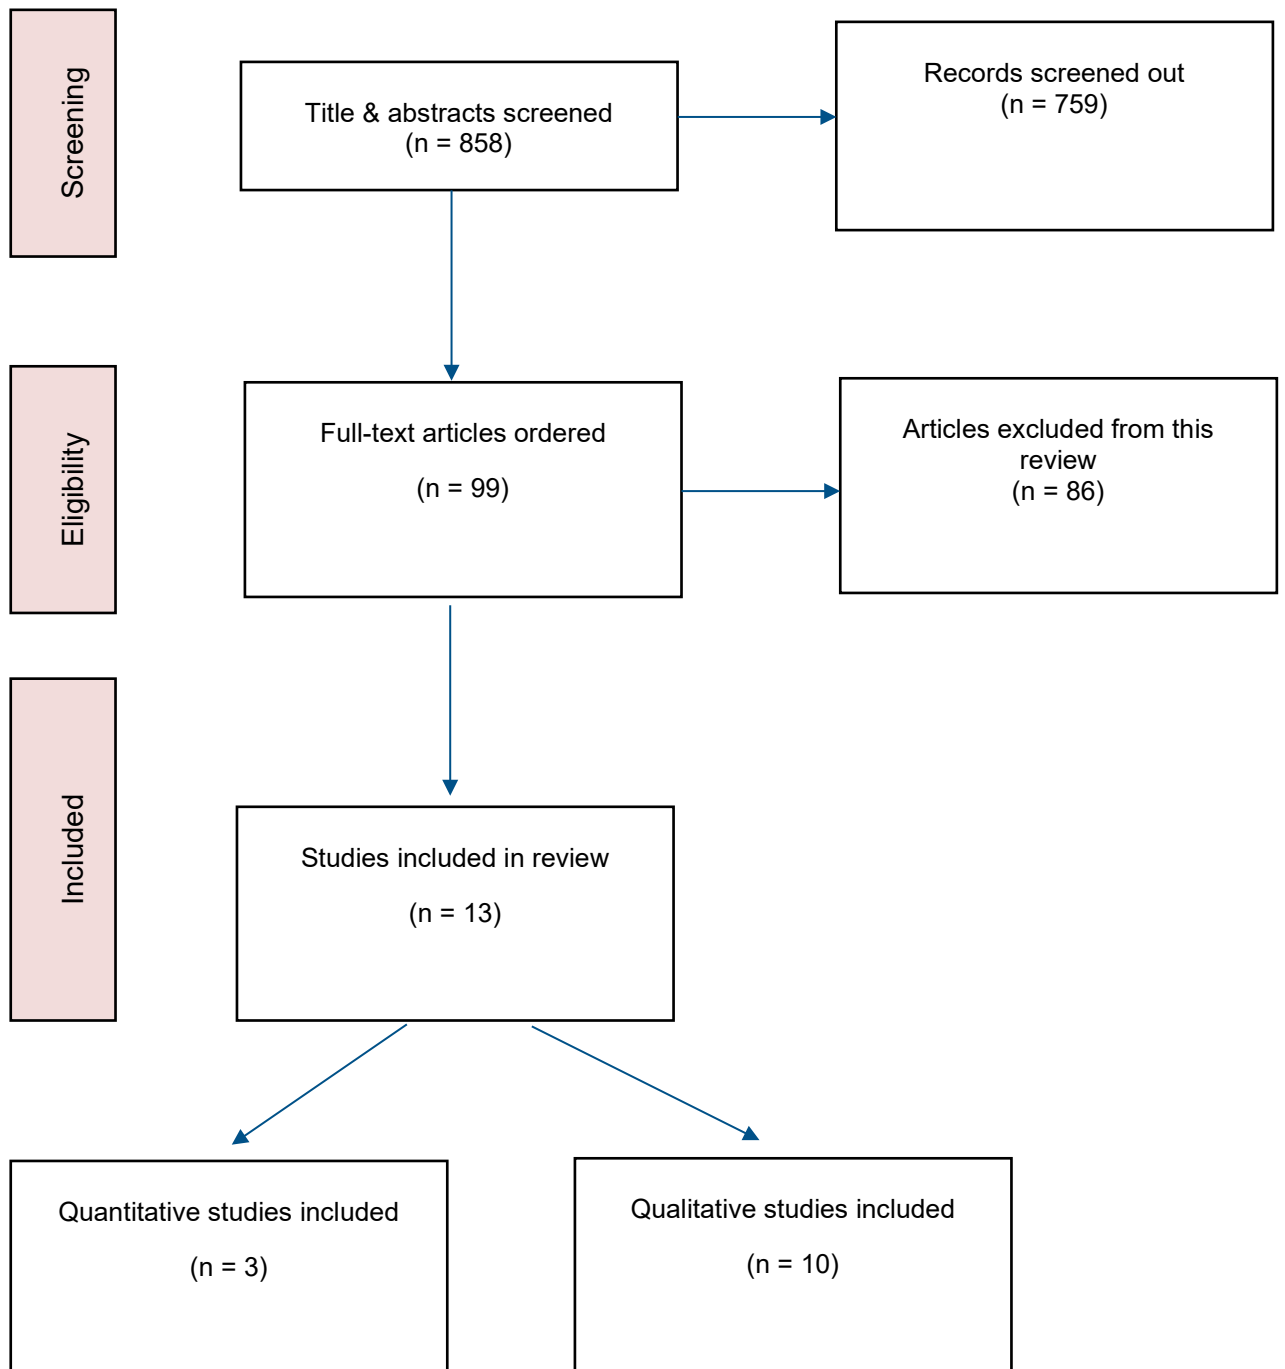 Screening
Title & abstracts screened
(n = 858)
Records screened out
(n = 759)
Eligibility
Full-text articles ordered
(n = 99)
Articles excluded from this
review
(n = 86)
Included
Studies included in review
(n = 13)
Quantitative studies included
(n = 3)
Qualitative studies included
(n = 10)